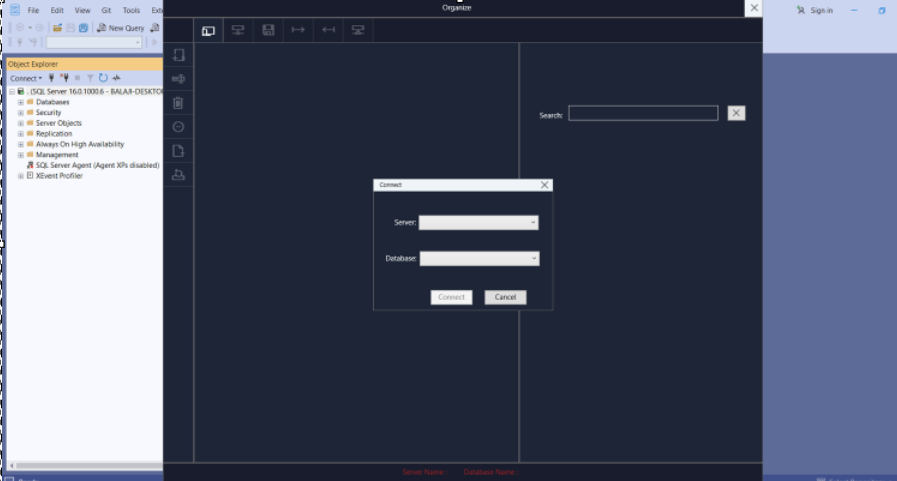 Organize
Sign in
File Edit View Git Tools
New Query
Object Explorer
Connect
. (SQL Server 16.0.1000.6 - BALAJI-DESKTO
Databases
Security
Server Objects
Replication
Always On High Availability
Management
SQL Server Agent (Agent XPs disabled)
XEvent Profiler
Search:
Connect
Server:
Database:
Connect Cancel
Server Name : Database Name :